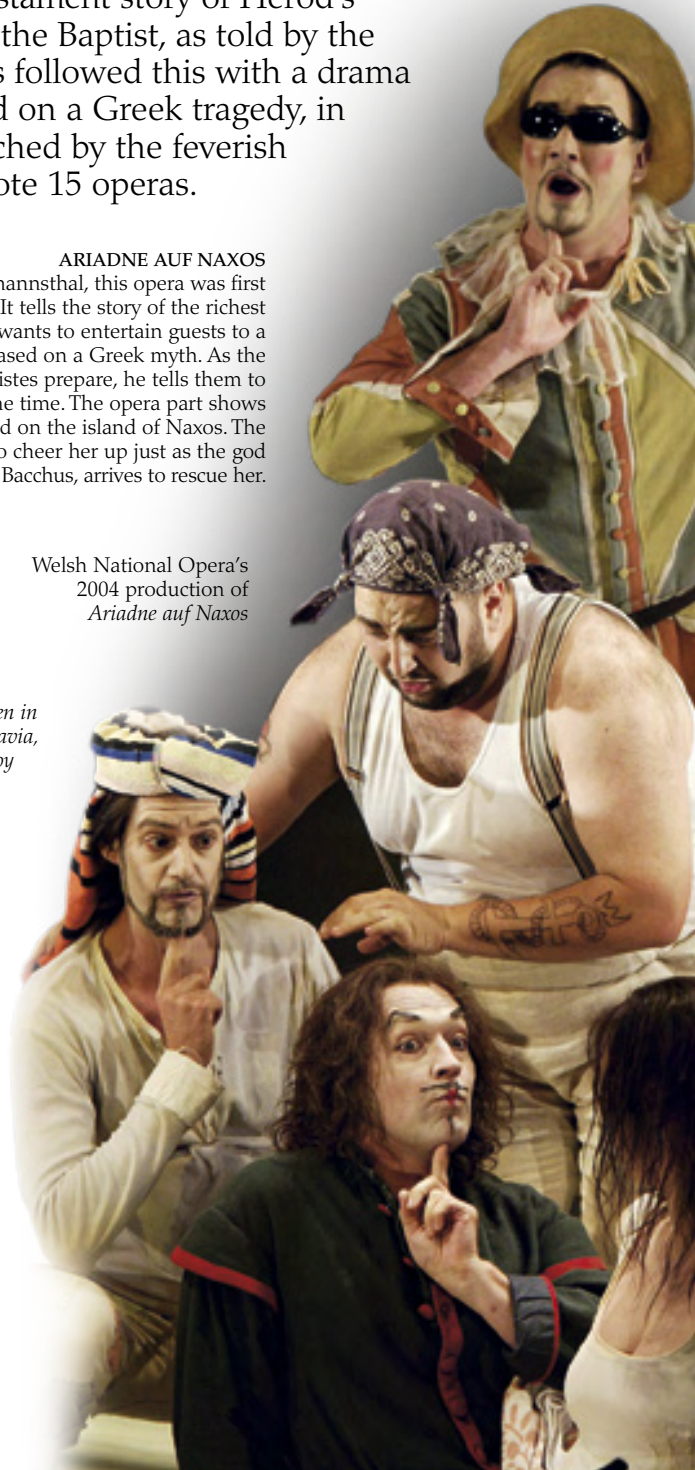 stament story of Herod's
the Baptist, as told by the
s followed this with a drama
d on a Greek tragedy, in
ched by the feverish
ote 15 operas.
ARIADNE AUF NAXOS
nannsthal, this opera was first
It tells the story of the richest
wants to entertain guests to a
ased on a Greek myth. As the
istes prepare, he tells them to
ne time. The opera part shows
d on the island of Naxos. The
o cheer her up just as the god
Bacchus, arrives to rescue her.
Welsh National Opera's
2004 production of
Ariadne auf Naxos
en in
avia,
by